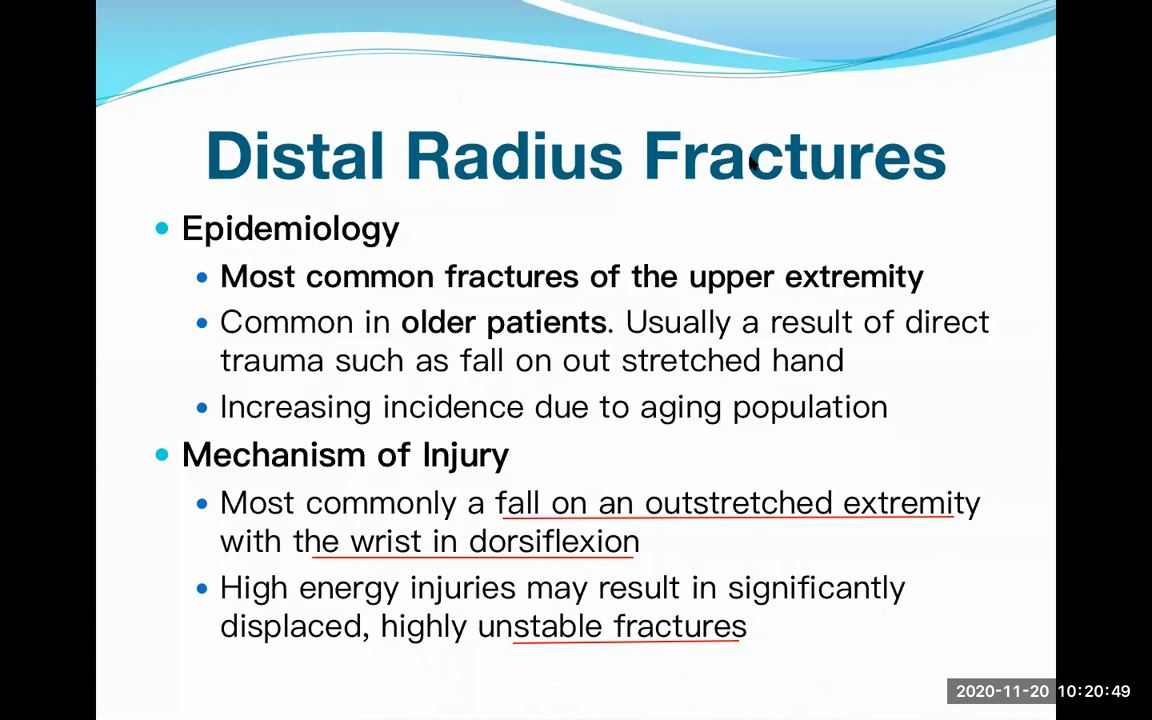 Distal Radius Fractures
Epidemiology
Most common fractures of the upper extremity
Common in older patients. Usually a result of direct
trauma such as fall on out stretched hand
Increasing incidence due to aging population
Mechanism of Injury
Most commonly a fall on an outstretched extremity
with the wrist in dorsiflexion
High energy injuries may result in significantly
displaced, highly unstable fractures
2020-11-20 10:20:49